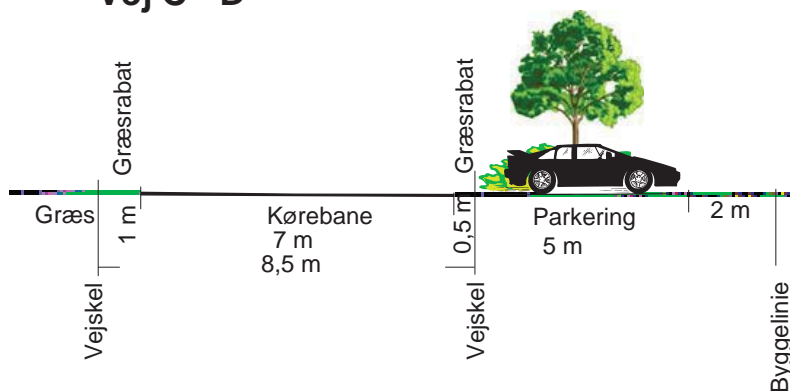 Græsrabat
Græsrabat
Græs
1 m
Kørebane
7 m
8,5 m
0,5 m
Parkering
5 m
2 m
Vejskel
Vejskel
Byggelinie